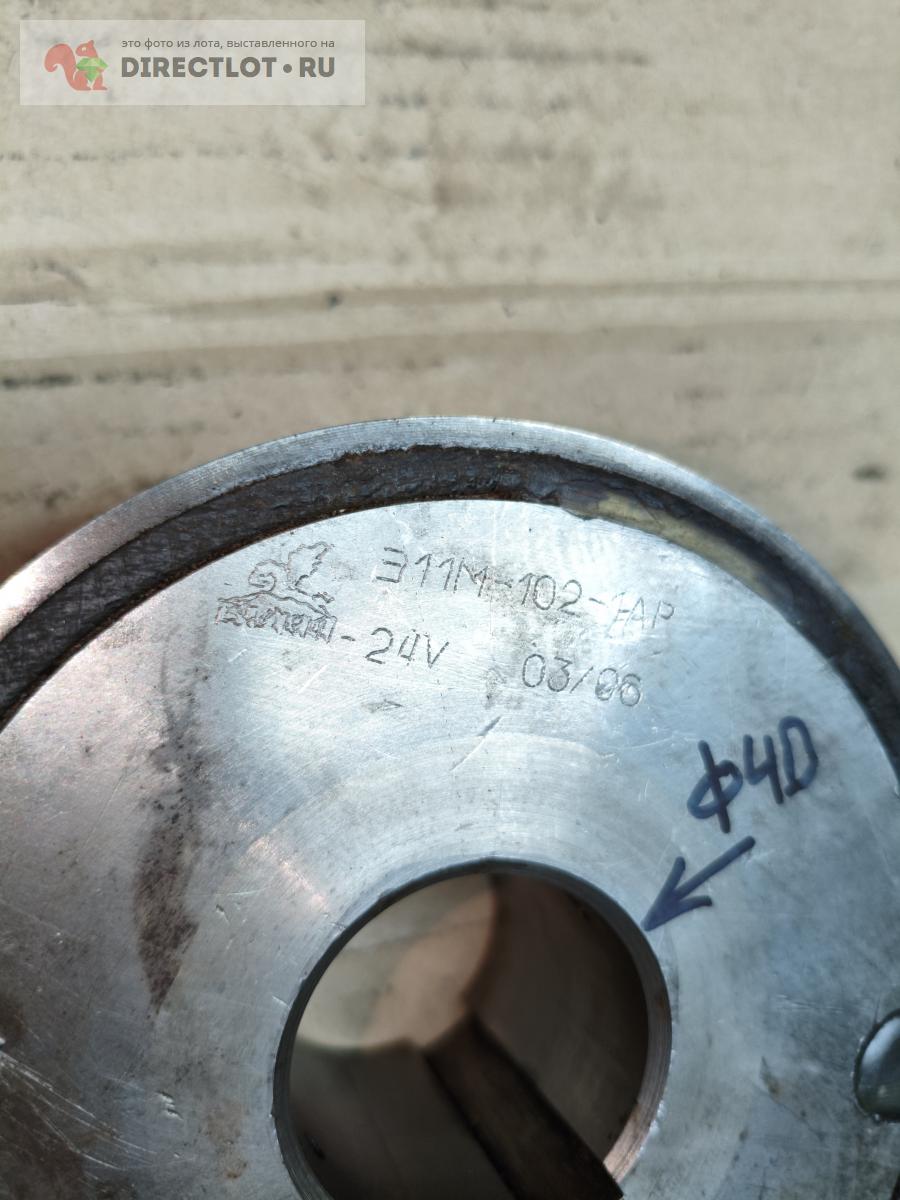 это фото из лота, выставленного на
DIRECTLOT.RU
Э11М-102-1АР
-24V 03/06
ф40